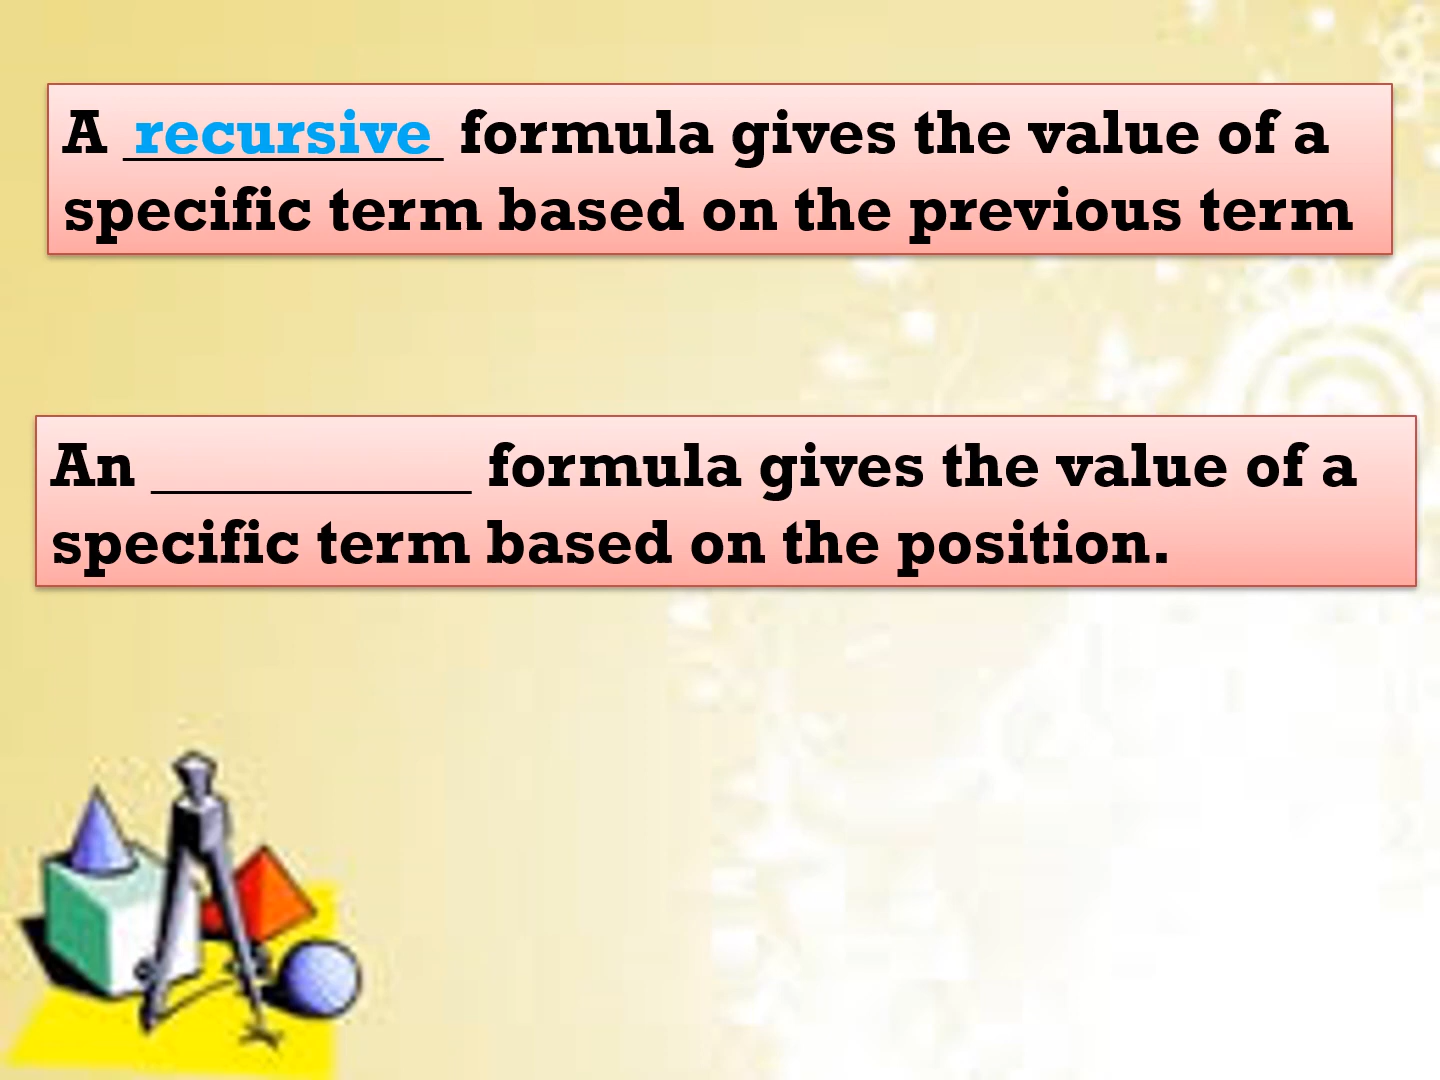 A recursive formula gives the value of a
specific term based on the previous term
An __________ formula gives the value of a
specific term based on the position.